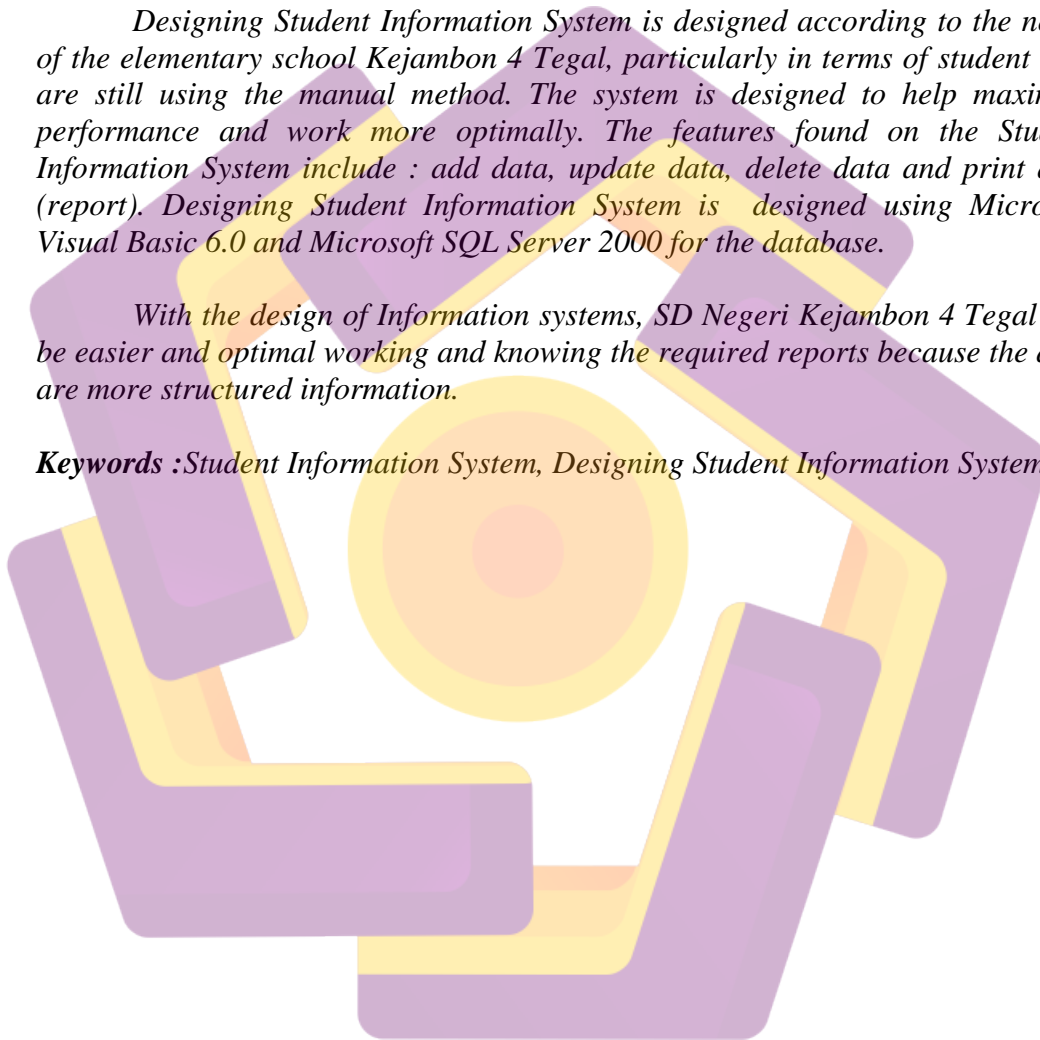 Designing Student Information System is designed according to the
of the elementary school Kejambon 4 Tegal, particularly in terms of student
are still using the manual method. The system is designed to help
performance and work more optimally. The features found on the
Information System include : add data, update data, delete data and print
(report). Designing Student Information System is designed using
Visual Basic 6.0 and Microsoft SQL Server 2000 for the database.
With the design of Information systems, SD Negeri Kejambon 4 Tegal
be easier and optimal working and knowing the required reports because the
are more structured information.
Keywords :Student Information System, Designing Student Information System